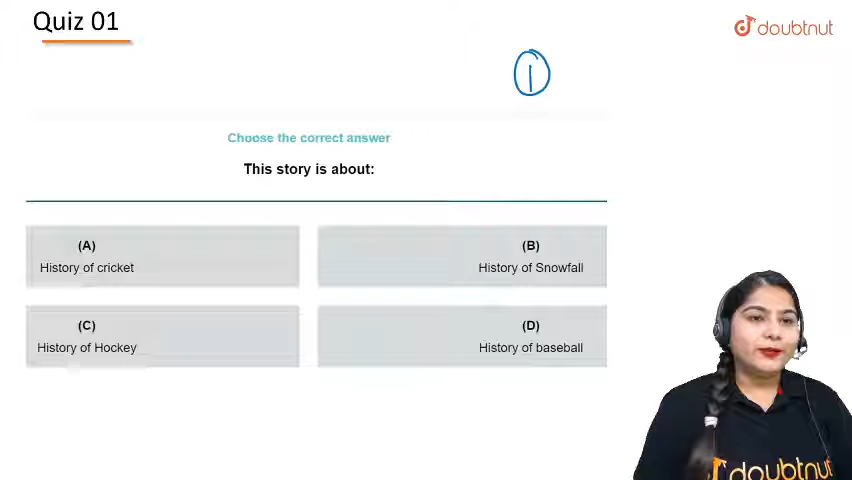 Quiz 01
doubtnut
1
Choose the correct answer
This story is about:
(A)
History of cricket
(B)
History of Snowfall
(C)
History of Hockey
(D)
History of baseball
doubtnut